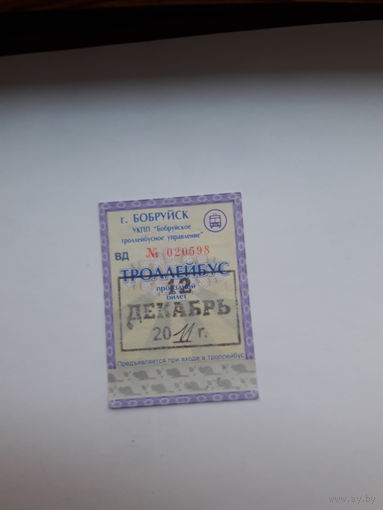 г. БОБРУЙСК
УКПП "Бобруйское
троллейбусное управление"
ВД № 020598
ТРОЛЛЕЙБУС
проездной
12
билет
ДЕКАБРЬ
2011 г.
Предъявляется при входе в троллейбус
www.ay.by